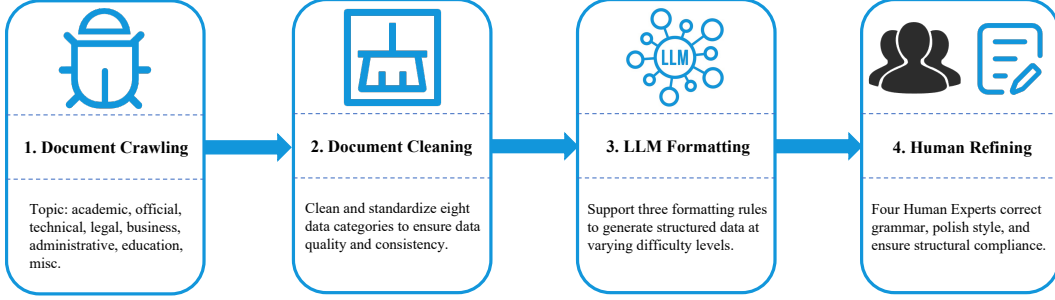 LLM
1. Document Crawling
2. Document Cleaning
3. LLM Formatting
4. Human Refining
Topic: academic, official,
technical, legal, business,
administrative, education,
misc.
Clean and standardize eight
data categories to ensure data
quality and consistency.
Support three formatting rules
to generate structured data at
varying difficulty levels.
Four Human Experts correct
grammar, polish style, and
ensure structural compliance.